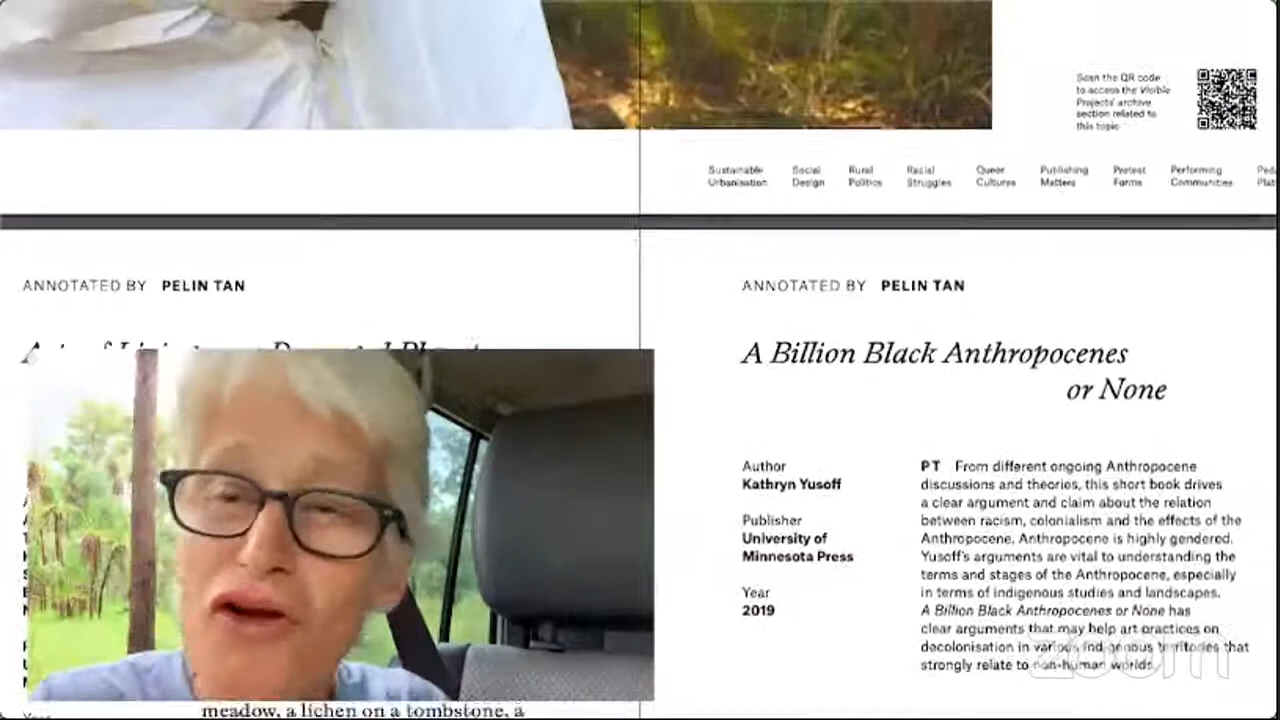 Scan the QR code
to access the Visible
Projects' archive
section related to
this topic
Sustainable Urbanisation
Social Design
Rural Politics
Racial Struggles
Queer Cultures
Publishing Matters
Protest Forms
Performing Communities
ANNOTATED BY PELIN TAN
ANNOTATED BY PELIN TAN
A Billion Black Anthropocenes
or None
Author
Kathryn Yusoff
Publisher
University of
Minnesota Press
Year
2019
PT From different ongoing Anthropocene
discussions and theories, this short book drives
a clear argument and claim about the relation
between racism, colonialism and the effects of the
Anthropocene. Anthropocene is highly gendered.
Yusoff's arguments are vital to understanding the
terms and stages of the Anthropocene, especially
in terms of indigenous studies and landscapes.
A Billion Black Anthropocenes or None has
clear arguments that may help art practices on
decolonisation in various indigenous territories that
strongly relate to non-human worlds.
meadow, a lichen on a tombstone, a
zoom